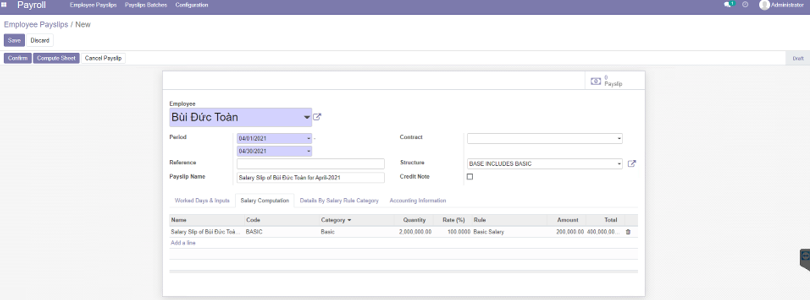 Payroll Employee Payslips Payslips Batches Configuration Administrator
Employee Payslips / New
Save Discard
Confirm Compute Sheet Cancel Payslip Draft
0
Payslip
Employee
Bùi Đức Toàn
Period 04/01/2021 - Contract
04/30/2021
Reference Structure BASE INCLUDES BASIC
Payslip Name Salary Slip of Bùi Đức Toàn for April-2021 Credit Note
Worked Days & Inputs Salary Computation Details By Salary Rule Category Accounting Information
Name Code Category Quantity Rate (%) Rule Amount Total
Salary Slip of Bùi Đức Toà... BASIC Basic 2,000,000.00 100.0000 Basic Salary 200,000.00 400,000.00...
Add a line